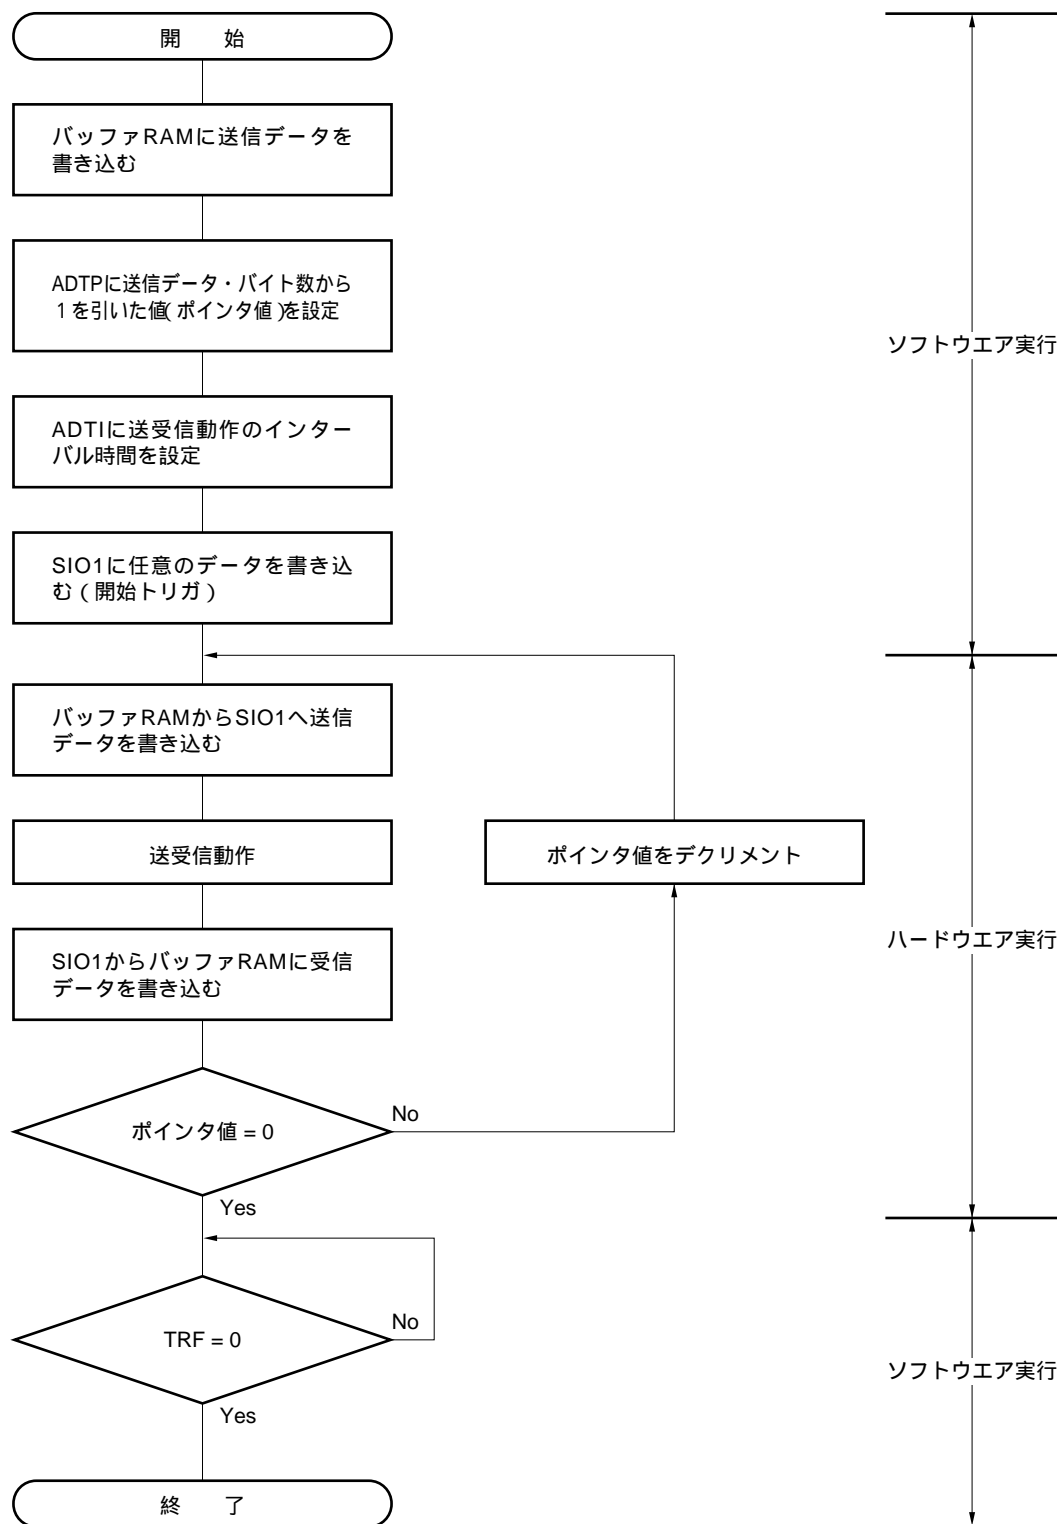 開　始
バッファRAMに送信データを
書き込む
ADTPに送信データ・バイト数から
1を引いた値(ポインタ値)を設定
ソフトウエア実行
ADTIに送受信動作のインター
バル時間を設定
SIO1に任意のデータを書き込
む(開始トリガ)
バッファRAMからSIO1へ送信
データを書き込む
送受信動作
ポインタ値をデクリメント
SIO1からバッファRAMに受信
データを書き込む
ハードウエア実行
ポインタ値 = 0
No
Yes
TRF = 0
No
Yes
ソフトウエア実行
終　了